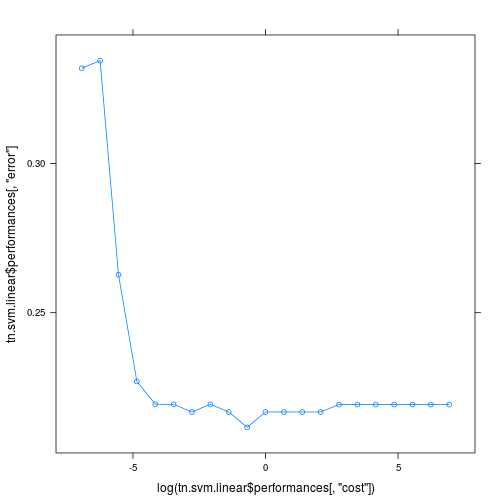 tn.svm.linear$performances[, "error"]
0.30
0.25
-5 0 5
log(tn.svm.linear$performances[, "cost"])